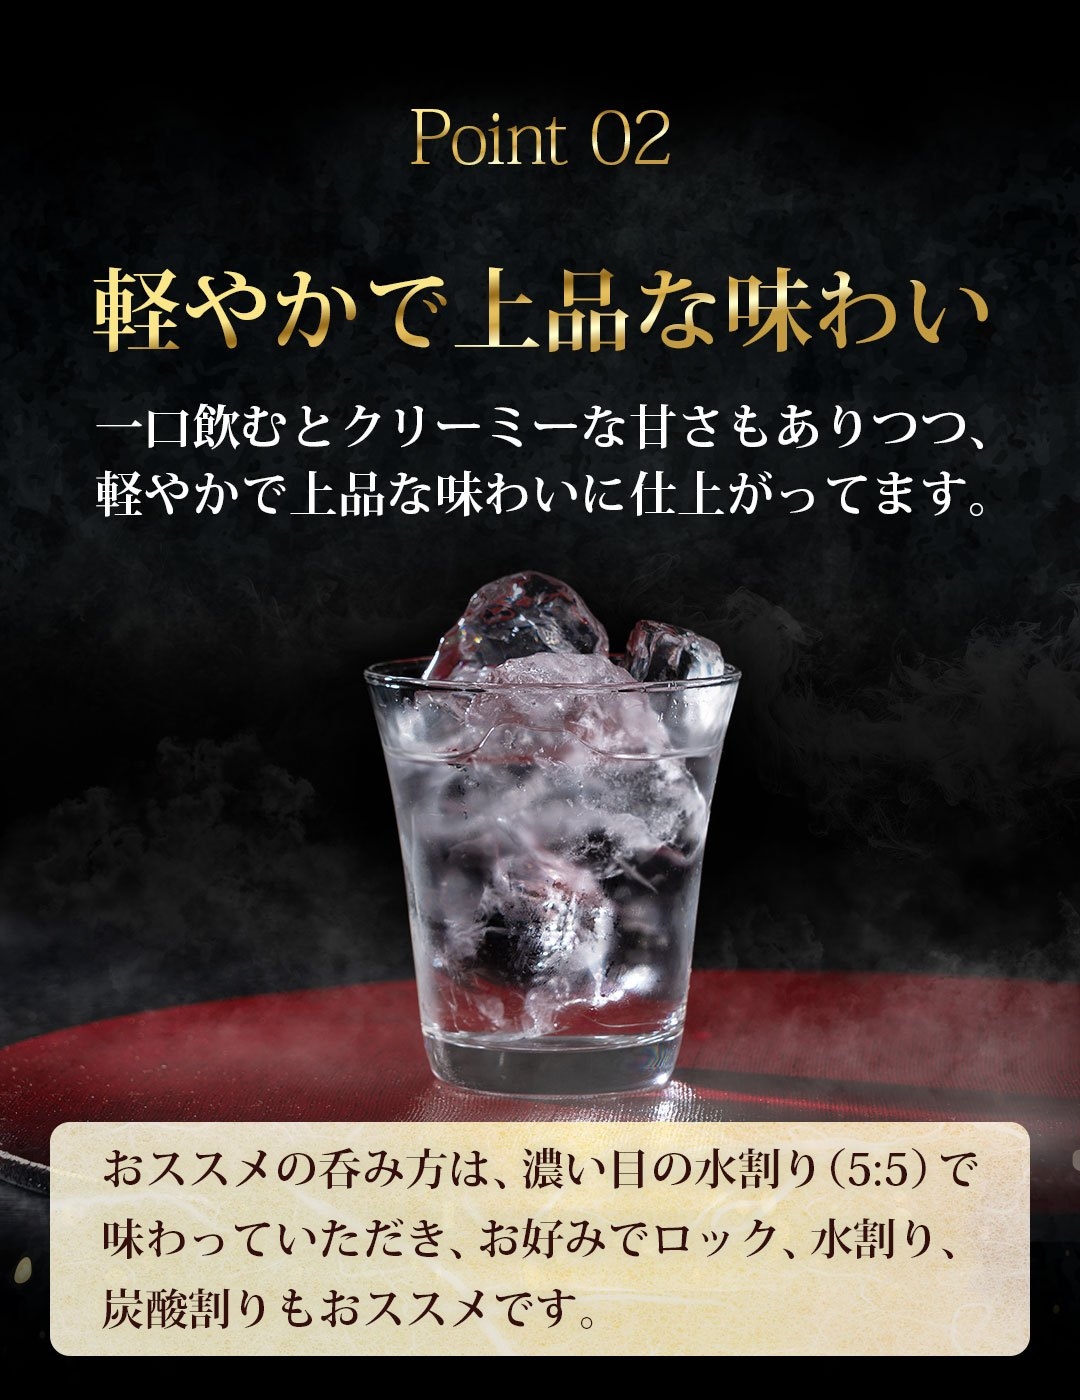 Point 02
軽やかで上品な味わい
一口飲むとクリーミーな甘さもありつつ、
軽やかで上品な味わいに仕上がってます。
おススメの呑み方は、濃い目の水割り（5:5）で
味わっていただき、お好みでロック、水割り、
炭酸割りもおススメです。